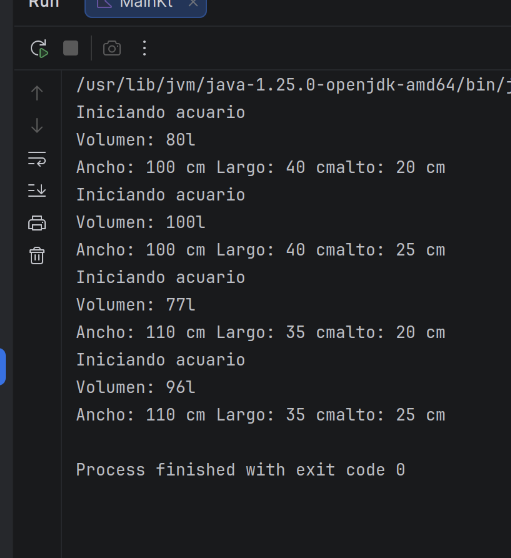 Run MainKt
/usr/lib/jvm/java-1.25.0-openjdk-amd64/bin/j
Iniciando acuario
Volumen: 80l
Ancho: 100 cm Largo: 40 cmalto: 20 cm
Iniciando acuario
Volumen: 100l
Ancho: 100 cm Largo: 40 cmalto: 25 cm
Iniciando acuario
Volumen: 77l
Ancho: 110 cm Largo: 35 cmalto: 20 cm
Iniciando acuario
Volumen: 96l
Ancho: 110 cm Largo: 35 cmalto: 25 cm
Process finished with exit code 0